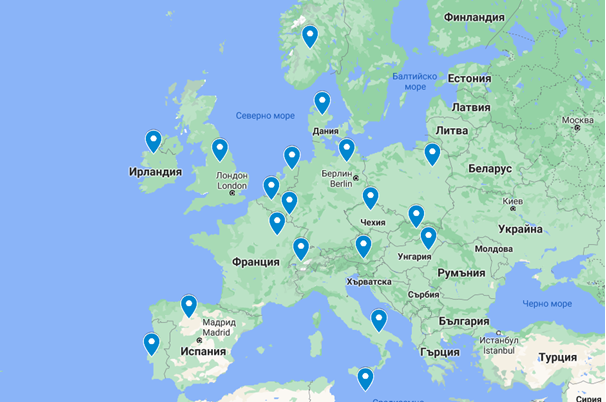 Финландия
Балтийско
море
Естония
Северно море
Латвия
Москва
Дания
Литва
Ирландия
Лондон
London
Берлин
Berlin
Беларус
Киев
Чехия
Украйна
Франция
Унгария
Молдова
Румъния
Хърватска
Сърбия
Черно море
Мадрид
Madrid
България
Испания
Гърция
Истанбул
Istanbul
Турция
Сирия